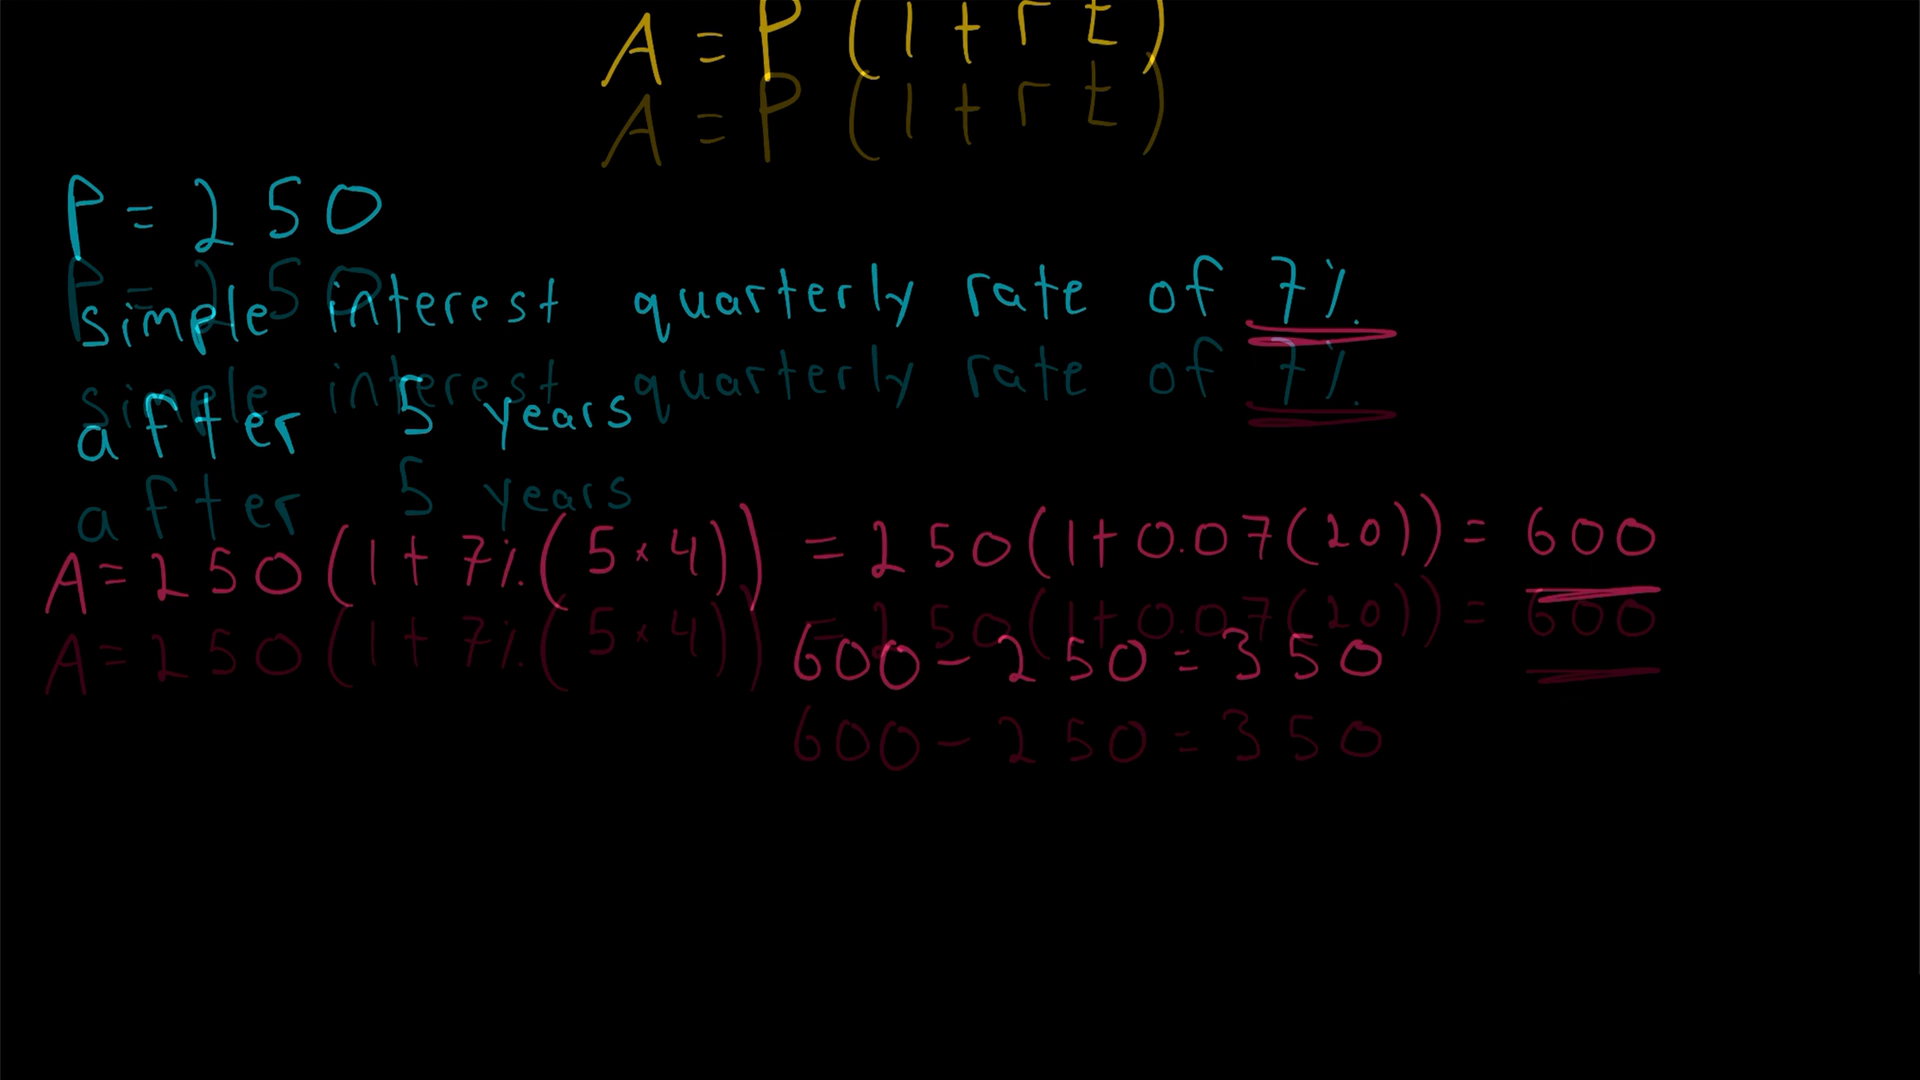 A = P (1 + r t)
P = 250
simple interest quarterly rate of 7%
after 5 years
A = 250 (1 + 7% (5 × 4)) = 250 (1 + 0.07 (20)) = 600
600 - 250 = 350